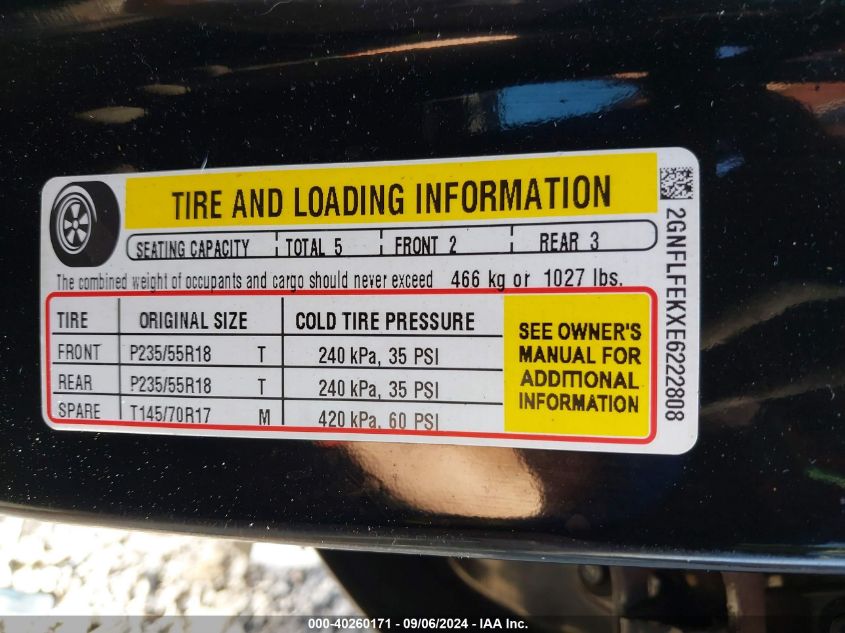 TIRE AND LOADING INFORMATION
SEATING CAPACITY TOTAL 5 FRONT 2 REAR 3
The combined weight of occupants and cargo should never exceed 466 kg or 1027 lbs.
TIRE ORIGINAL SIZE COLD TIRE PRESSURE
FRONT P235/55R18 T 240 kPa, 35 PSI
REAR P235/55R18 T 240 kPa, 35 PSI
SPARE T145/70R17 M 420 kPa, 60 PSI
SEE OWNER'S
MANUAL FOR
ADDITIONAL
INFORMATION
2GNFLFEKXE6222808
000-40260171 - 09/06/2024 - IAA Inc.